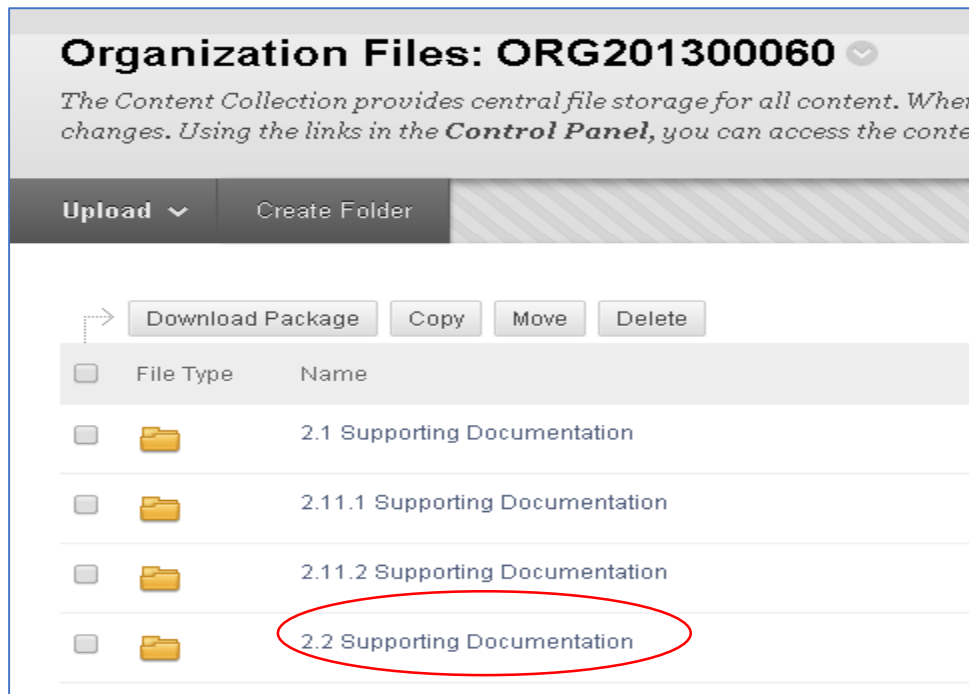 Organization Files: ORG201300060
The Content Collection provides central file storage for all content. When
changes. Using the links in the Control Panel, you can access the conte
Upload Create Folder
Download Package Copy Move Delete
File Type Name
2.1 Supporting Documentation
2.11.1 Supporting Documentation
2.11.2 Supporting Documentation
2.2 Supporting Documentation